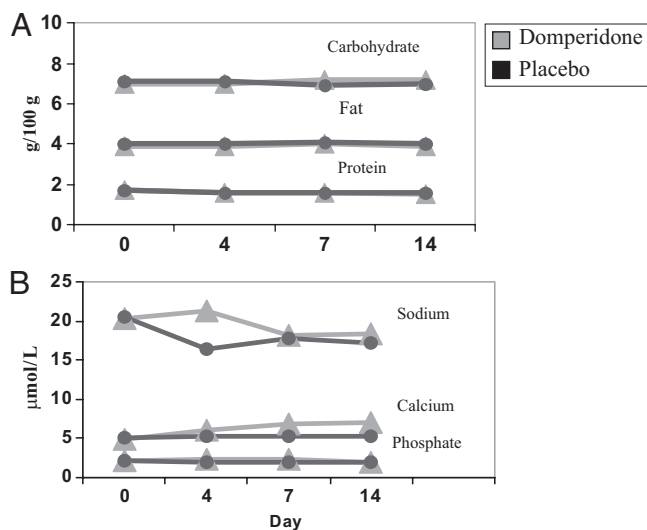 A
10
8
6
4
2
0
g/100 g
Carbohydrate
Fat
Protein
0 4 7 14
Domperidone
Placebo
B
25
20
15
10
5
0
µmol/L
Sodium
Calcium
Phosphate
0 4 7 14
Day